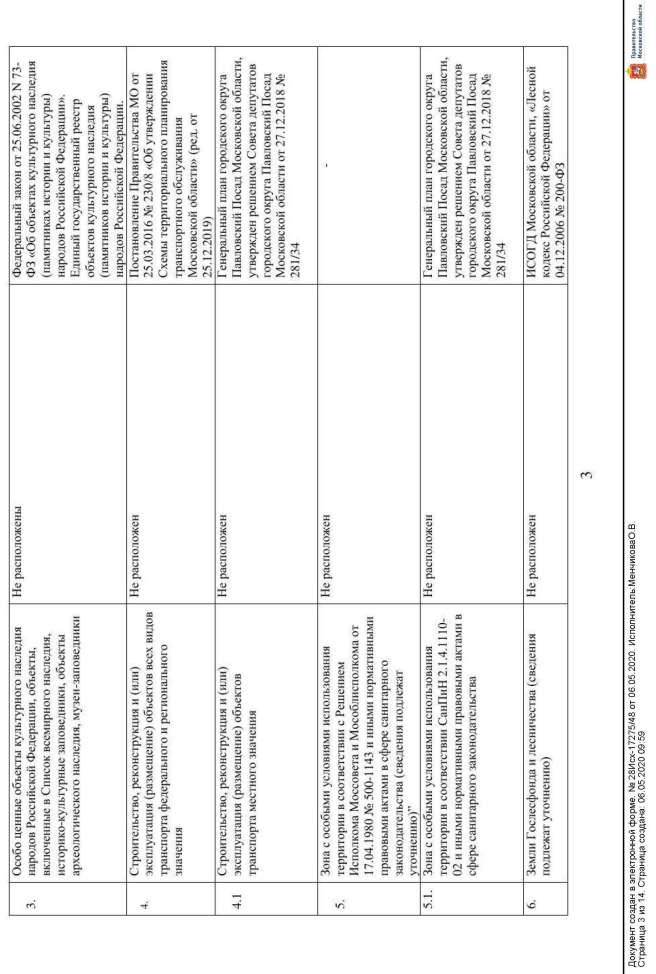 3.
Особо ценные объекты культурного наследия
народов Российской Федерации, объекты,
включенные в Список всемирного наследия,
историко-культурные заповедники, объекты
археологического наследия, музеи-заповедники
Не расположены
Федеральный закон от 25.06.2002 N 73-
ФЗ «Об объектах культурного наследия
(памятниках истории и культуры)
народов Российской Федерации».
Единый государственный реестр
объектов культурного наследия
(памятников истории и культуры)
народов Российской Федерации.
4.
Строительство, реконструкция и (или)
эксплуатация (размещение) объектов всех видов
транспорта федерального и регионального
значения
Не расположен
Постановление Правительства МО от
25.03.2016 № 230/8 «Об утверждении
Схемы территориального планирования
транспортного обслуживания
Московской области» (ред. от
25.12.2019)
4.1
Строительство, реконструкция и (или)
эксплуатация (размещение) объектов
транспорта местного значения
Не расположен
Генеральный план городского округа
Павловский Посад Московской области,
утвержден решением Совета депутатов
городского округа Павловский Посад
Московской области от 27.12.2018 №
281/34
5.
Зона с особыми условиями использования
территории в соответствии с Решением
Исполкома Моссовета и Мособлисполкома от
17.04.1980 № 500-1143 и иными нормативными
правовыми актами в сфере санитарного
законодательства (сведения подлежат
уточнению)”
Не расположен
-
5.1.
Зона с особыми условиями использования
территории в соответствии СанПиН 2.1.4.1110-
02 и иными нормативными правовыми актами в
сфере санитарного законодательства
Не расположен
Генеральный план городского округа
Павловский Посад Московской области,
утвержден решением Совета депутатов
городского округа Павловский Посад
Московской области от 27.12.2018 №
281/34
6.
Земли Гослесфонда и лесничества (сведения
подлежат уточнению)
Не расположен
ИСОГД Московской области, «Лесной
кодекс Российской Федерации» от
04.12.2006 № 200-ФЗ
3
Документ создан в электронной форме. № 28Исх-17275/48 от 06.05.2020. Исполнитель:МенчиковаО.В.
Страница 3 из 14. Страница создана: 06.05.2020 09:59
Правительство
Московской области